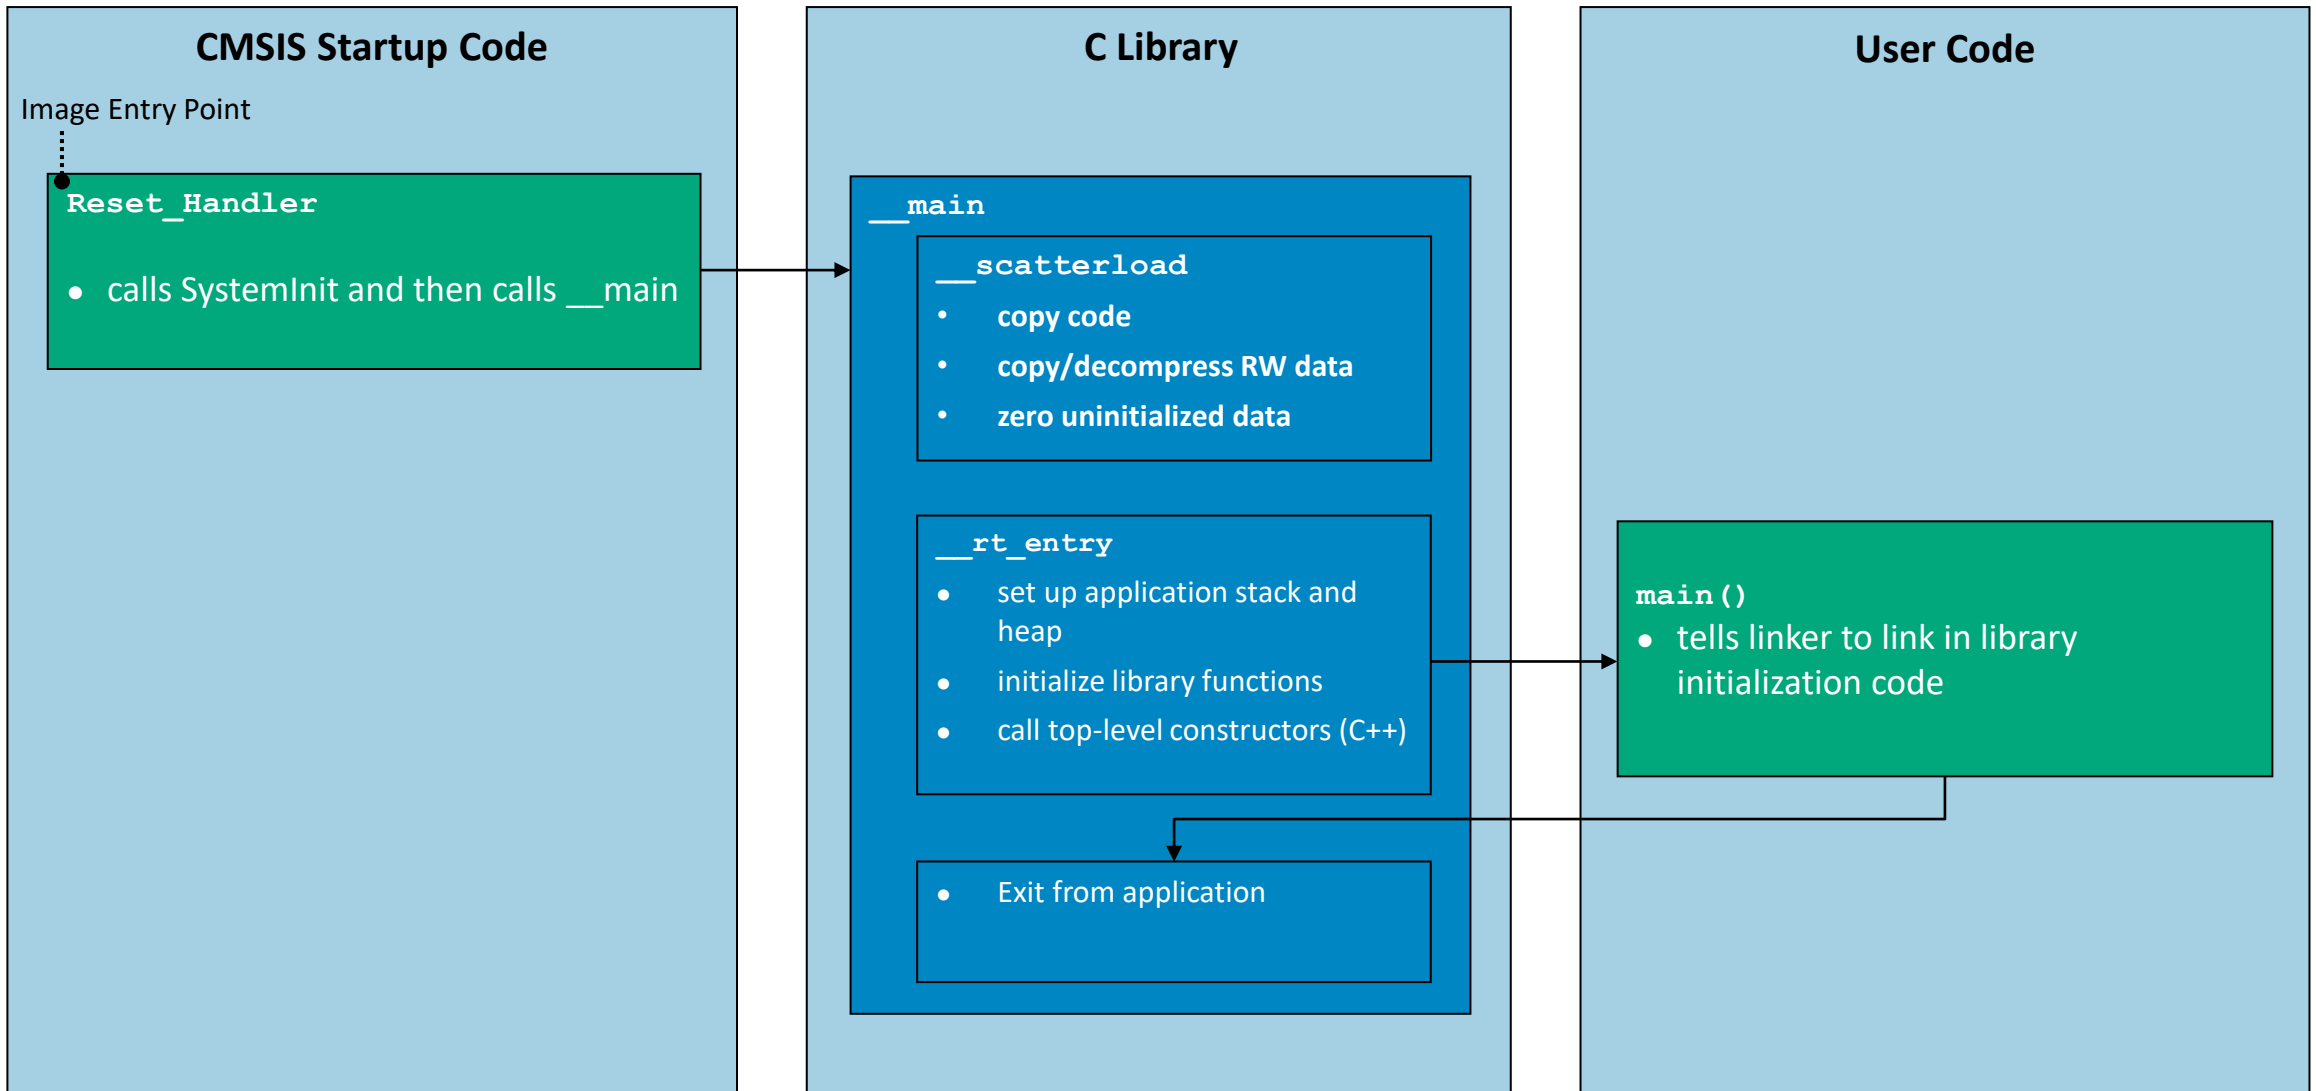 CMSIS Startup Code
Image Entry Point
Reset_Handler
● calls SystemInit and then calls __main
C Library
__main
__scatterload
• copy code
• copy/decompress RW data
• zero uninitialized data
__rt_entry
● set up application stack and
heap
● initialize library functions
● call top-level constructors (C++)
● Exit from application
User Code
main()
● tells linker to link in library
initialization code